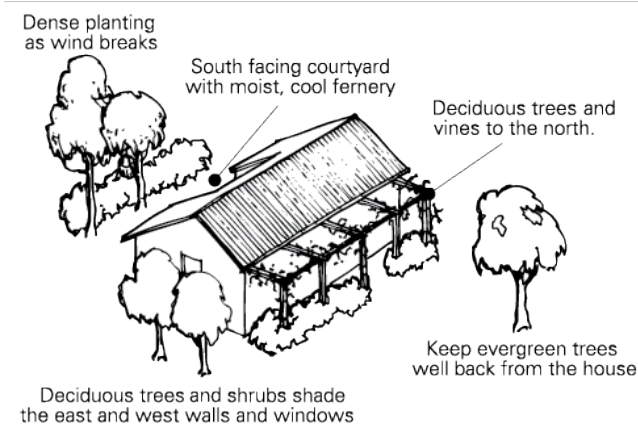 Dense planting
as wind breaks
South facing courtyard
with moist, cool fernery
Deciduous trees and
vines to the north.
Keep evergreen trees
well back from the house
Deciduous trees and shrubs shade
the east and west walls and windows